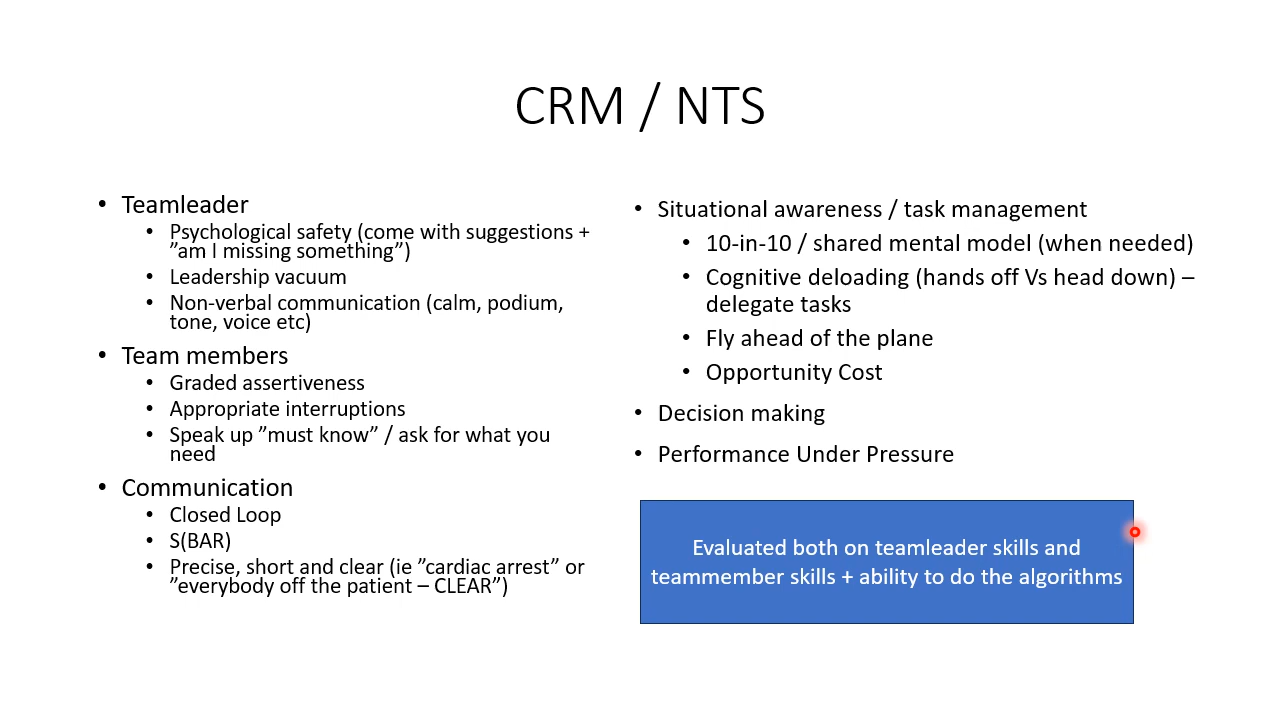 CRM / NTS
• Teamleader
• Psychological safety (come with suggestions +
”am I missing something”)
• Leadership vacuum
• Non-verbal communication (calm, podium,
tone, voice etc)
• Team members
• Graded assertiveness
• Appropriate interruptions
• Speak up ”must know” / ask for what you
need
• Communication
• Closed Loop
• S(BAR)
• Precise, short and clear (ie ”cardiac arrest” or
”everybody off the patient – CLEAR”)
• Situational awareness / task management
• 10-in-10 / shared mental model (when needed)
• Cognitive deloading (hands off Vs head down) –
delegate tasks
• Fly ahead of the plane
• Opportunity Cost
• Decision making
• Performance Under Pressure
Evaluated both on teamleader skills and
teammember skills + ability to do the algorithms